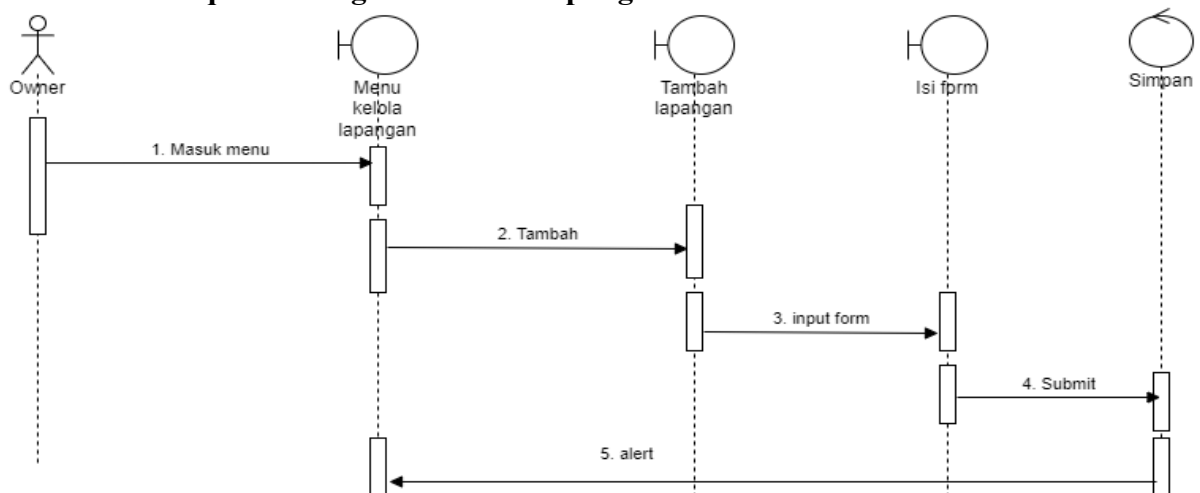 Owner
Menu
kelola
lapangan
Tambah
lapangan
Isi form
Simpan
1. Masuk menu
2. Tambah
3. input form
4. Submit
5. alert